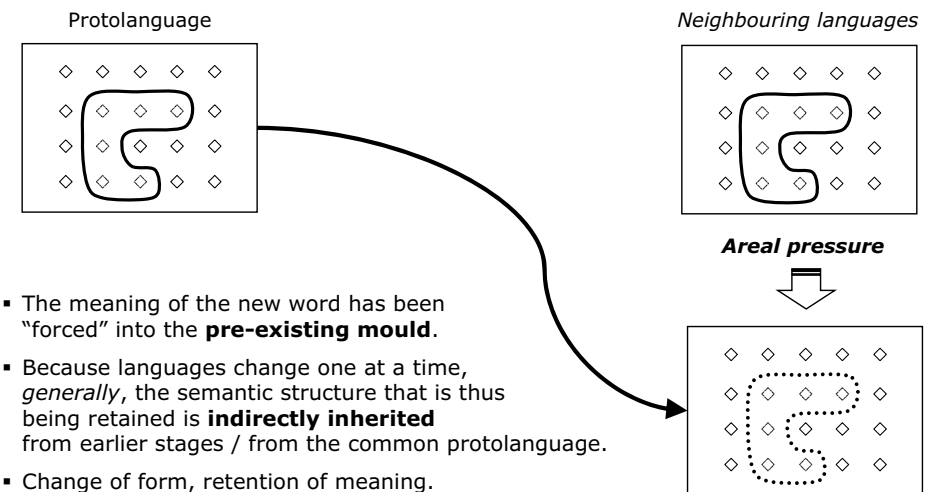 Protolanguage
Neighbouring languages
Areal pressure
▪ The meaning of the new word has been
“forced” into the pre-existing mould.
▪ Because languages change one at a time,
generally, the semantic structure that is thus
being retained is indirectly inherited
from earlier stages / from the common protolanguage.
▪ Change of form, retention of meaning.